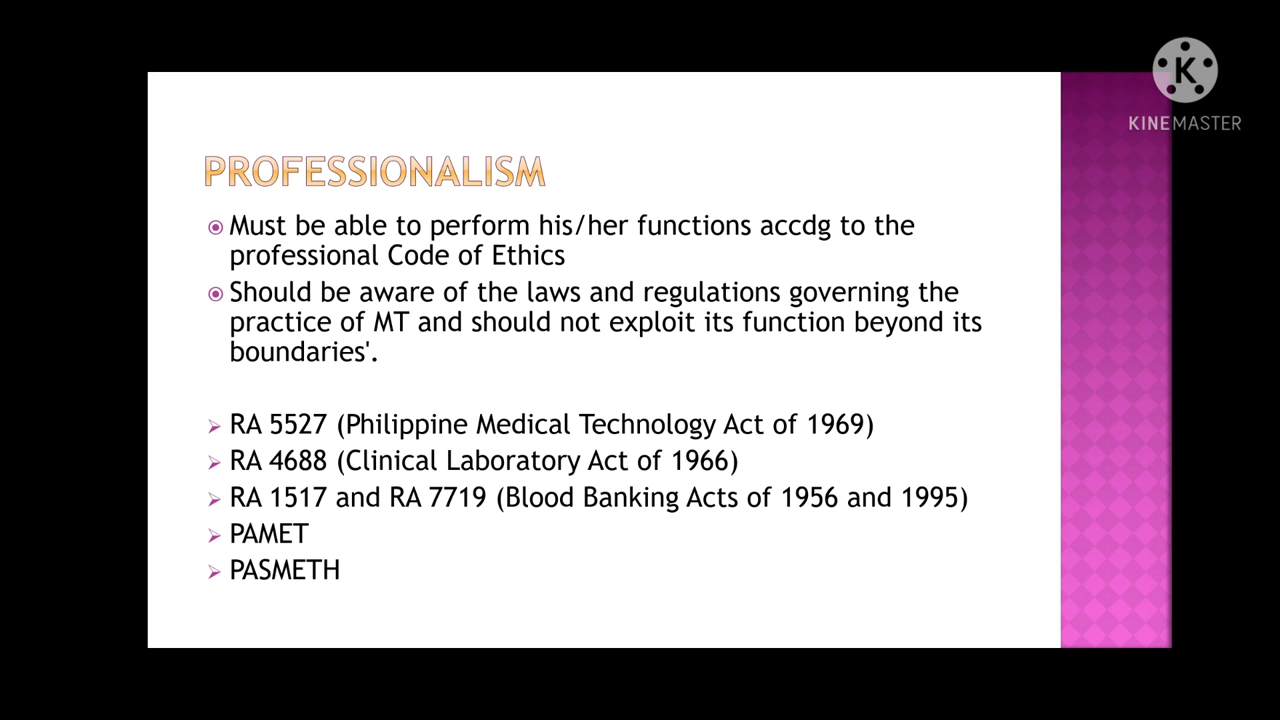 K
KINEMASTER
PROFESSIONALISM
Must be able to perform his/her functions accdg to the
professional Code of Ethics
Should be aware of the laws and regulations governing the
practice of MT and should not exploit its function beyond its
boundaries'.
RA 5527 (Philippine Medical Technology Act of 1969)
RA 4688 (Clinical Laboratory Act of 1966)
RA 1517 and RA 7719 (Blood Banking Acts of 1956 and 1995)
PAMET
PASMETH